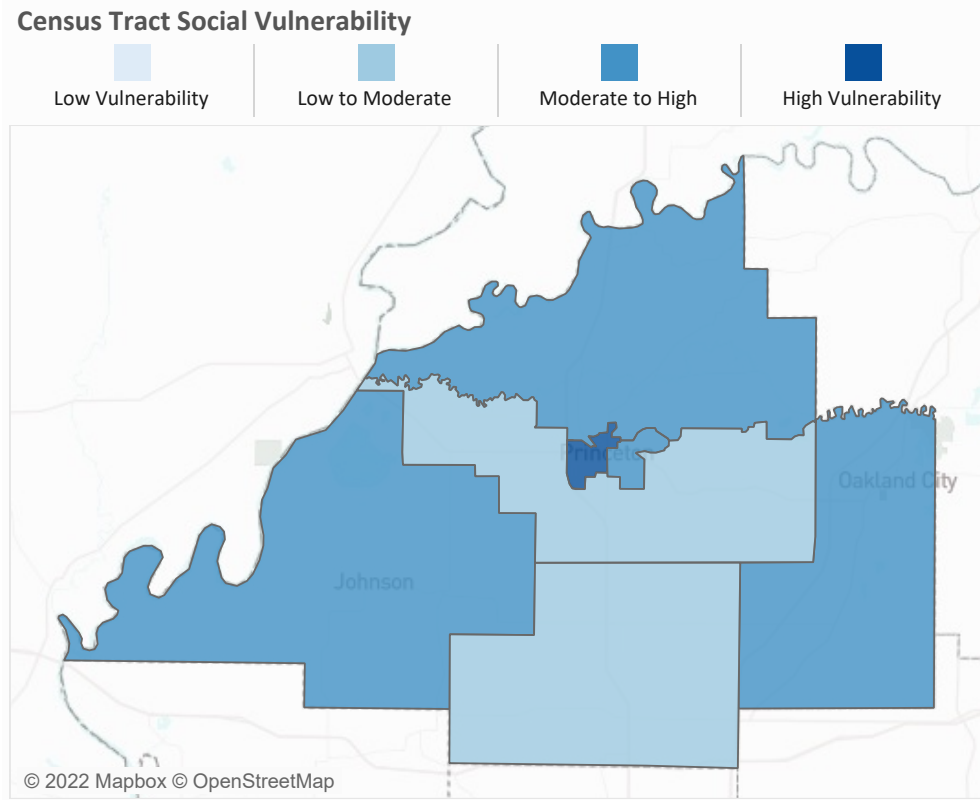 Census Tract Social Vulnerability
Low Vulnerability
Low to Moderate
Moderate to High
High Vulnerability
Princeton
Oakland City
Johnson
© 2022 Mapbox © OpenStreetMap